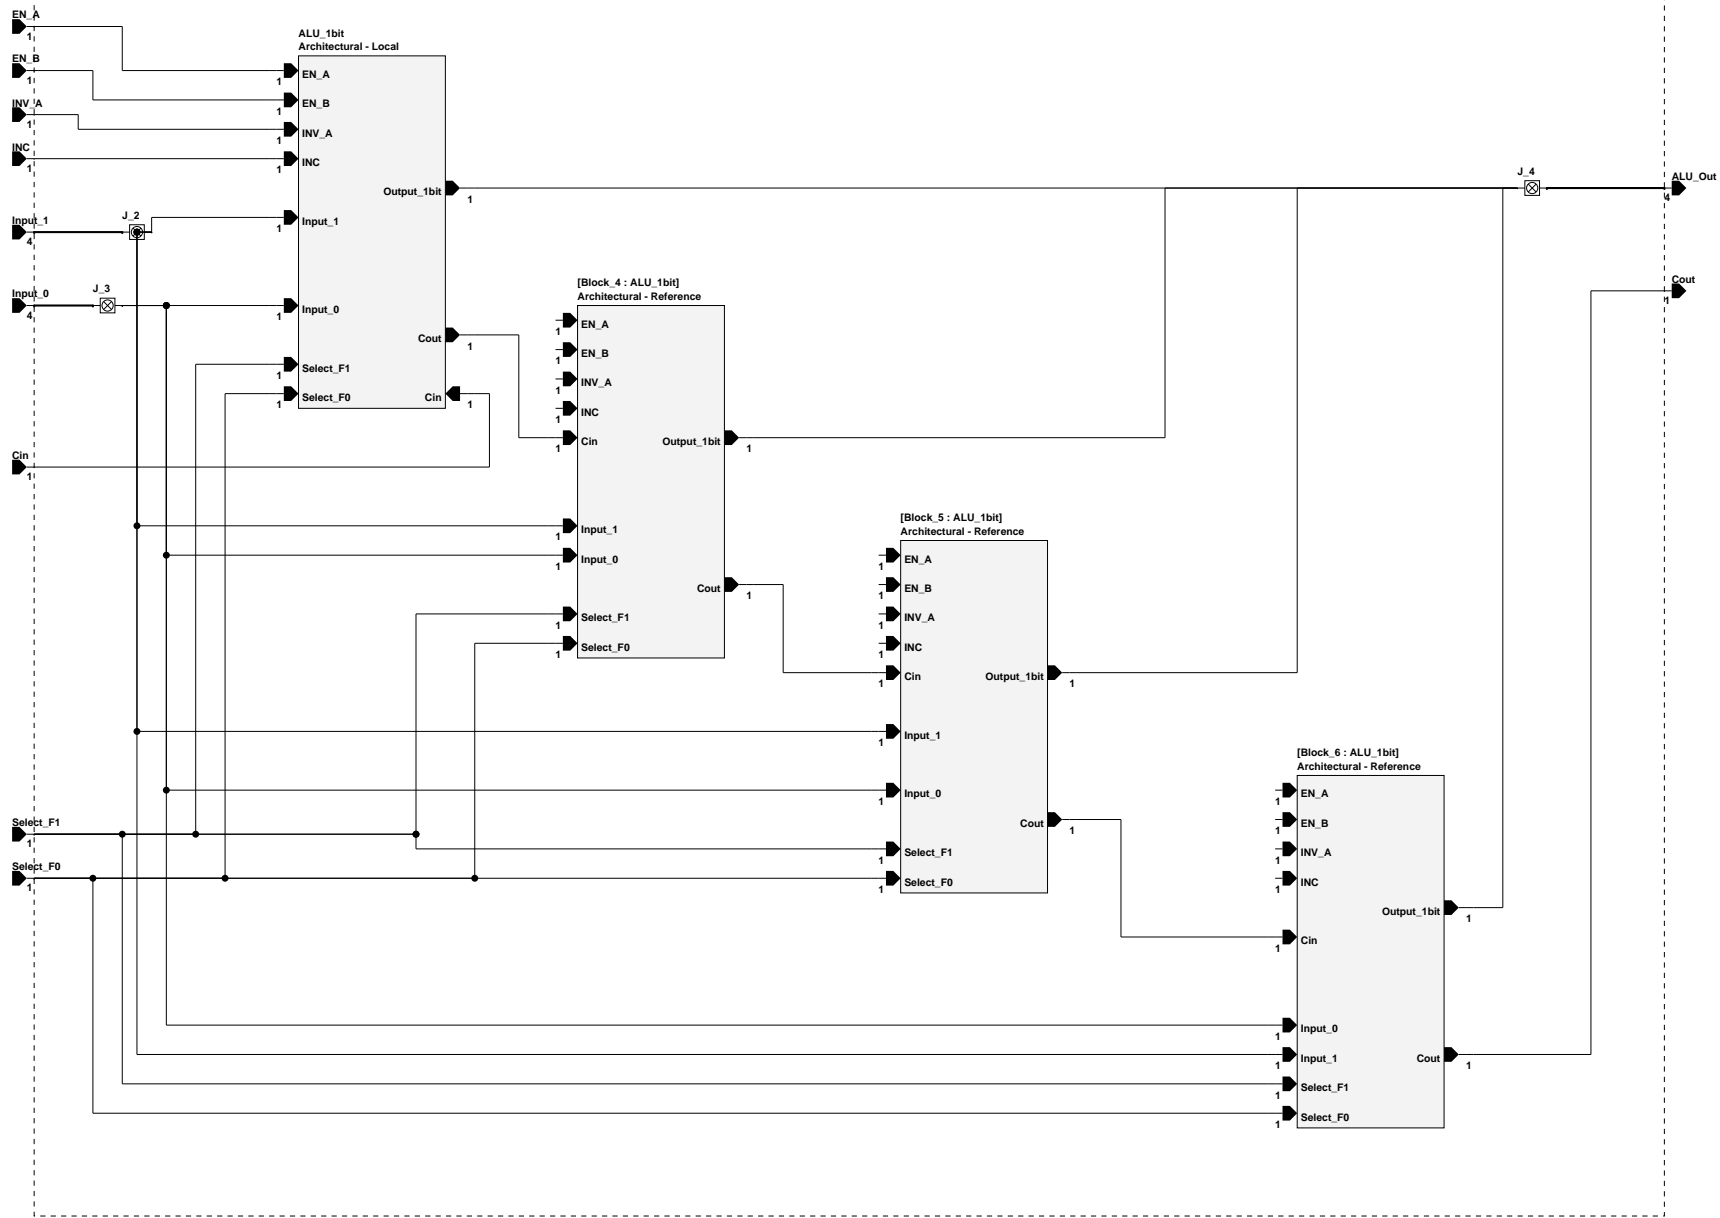 EN_A
1
EN_B
1
INV_A
1
INC
1
Input_1
4
J_2
Input_0
4
J_3
Cin
1
Select_F1
1
Select_F0
1
ALU_1bit
Architectural - Local
1
EN_A
1
EN_B
1
INV_A
1
INC
Output_1bit
1
1
Input_1
1
Input_0
Cout
1
1
Select_F1
1
Select_F0
Cin
1
[Block_4 : ALU_1bit]
Architectural - Reference
1
EN_A
1
EN_B
1
INV_A
1
INC
1
Cin
Output_1bit
1
1
Input_1
1
Input_0
Cout
1
1
Select_F1
1
Select_F0
[Block_5 : ALU_1bit]
Architectural - Reference
1
EN_A
1
EN_B
1
INV_A
1
INC
1
Cin
Output_1bit
1
1
Input_1
1
Input_0
Cout
1
1
Select_F1
1
Select_F0
[Block_6 : ALU_1bit]
Architectural - Reference
1
EN_A
1
EN_B
1
INV_A
1
INC
Output_1bit
1
1
Cin
1
Input_0
1
Input_1
Cout
1
1
Select_F1
1
Select_F0
J_4
ALU_Out
4
Cout
1